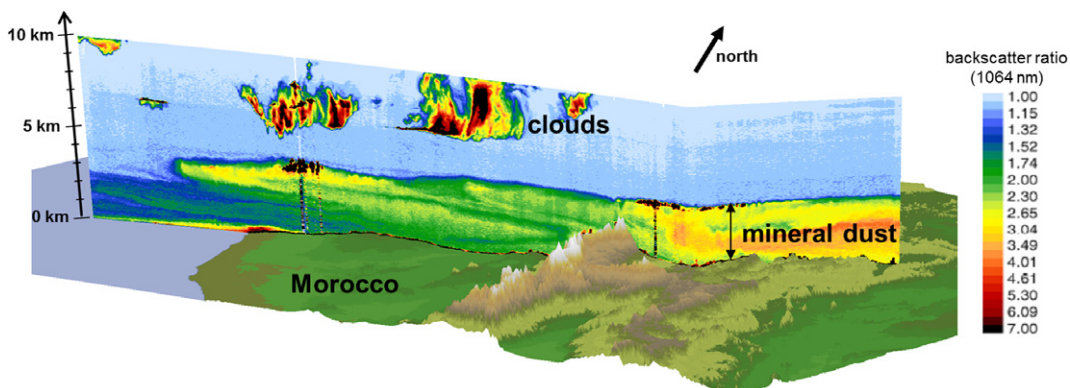 10 km
5 km
0 km
north
clouds
mineral dust
Morocco
backscatter ratio
(1064 nm)
1.00
1.15
1.32
1.52
1.74
2.00
2.30
2.65
3.04
3.49
4.01
4.61
5.30
6.09
7.00